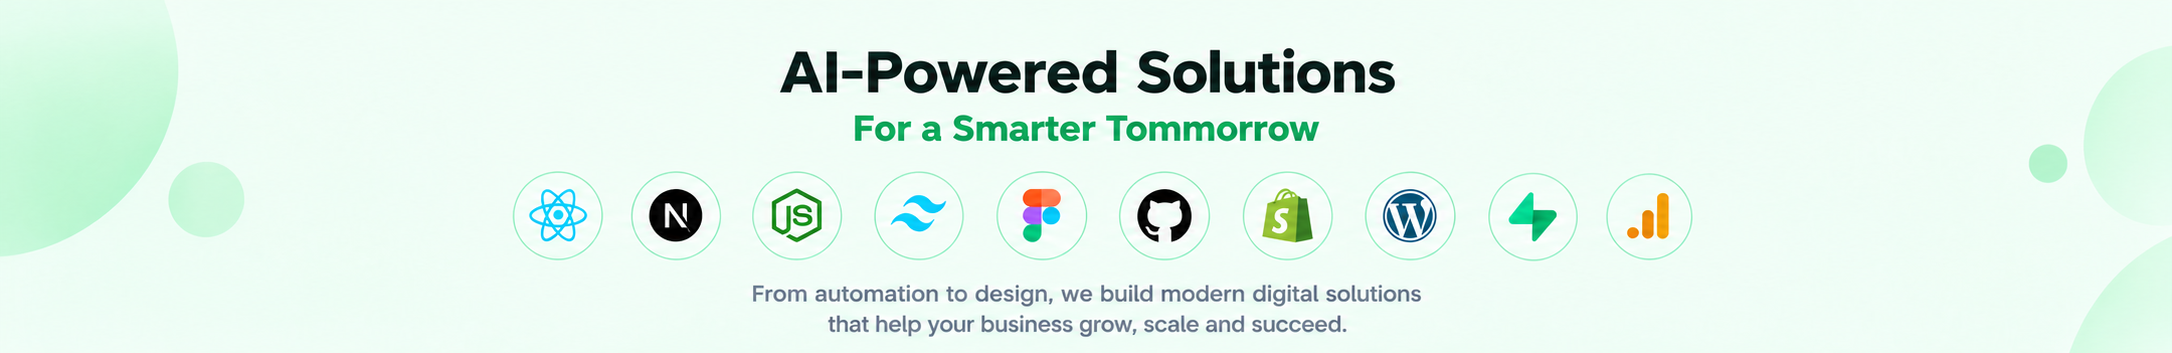 AI-Powered Solutions
For a Smarter Tommorrow
N
JS
S
W
From automation to design, we build modern digital solutions
that help your business grow, scale and succeed.